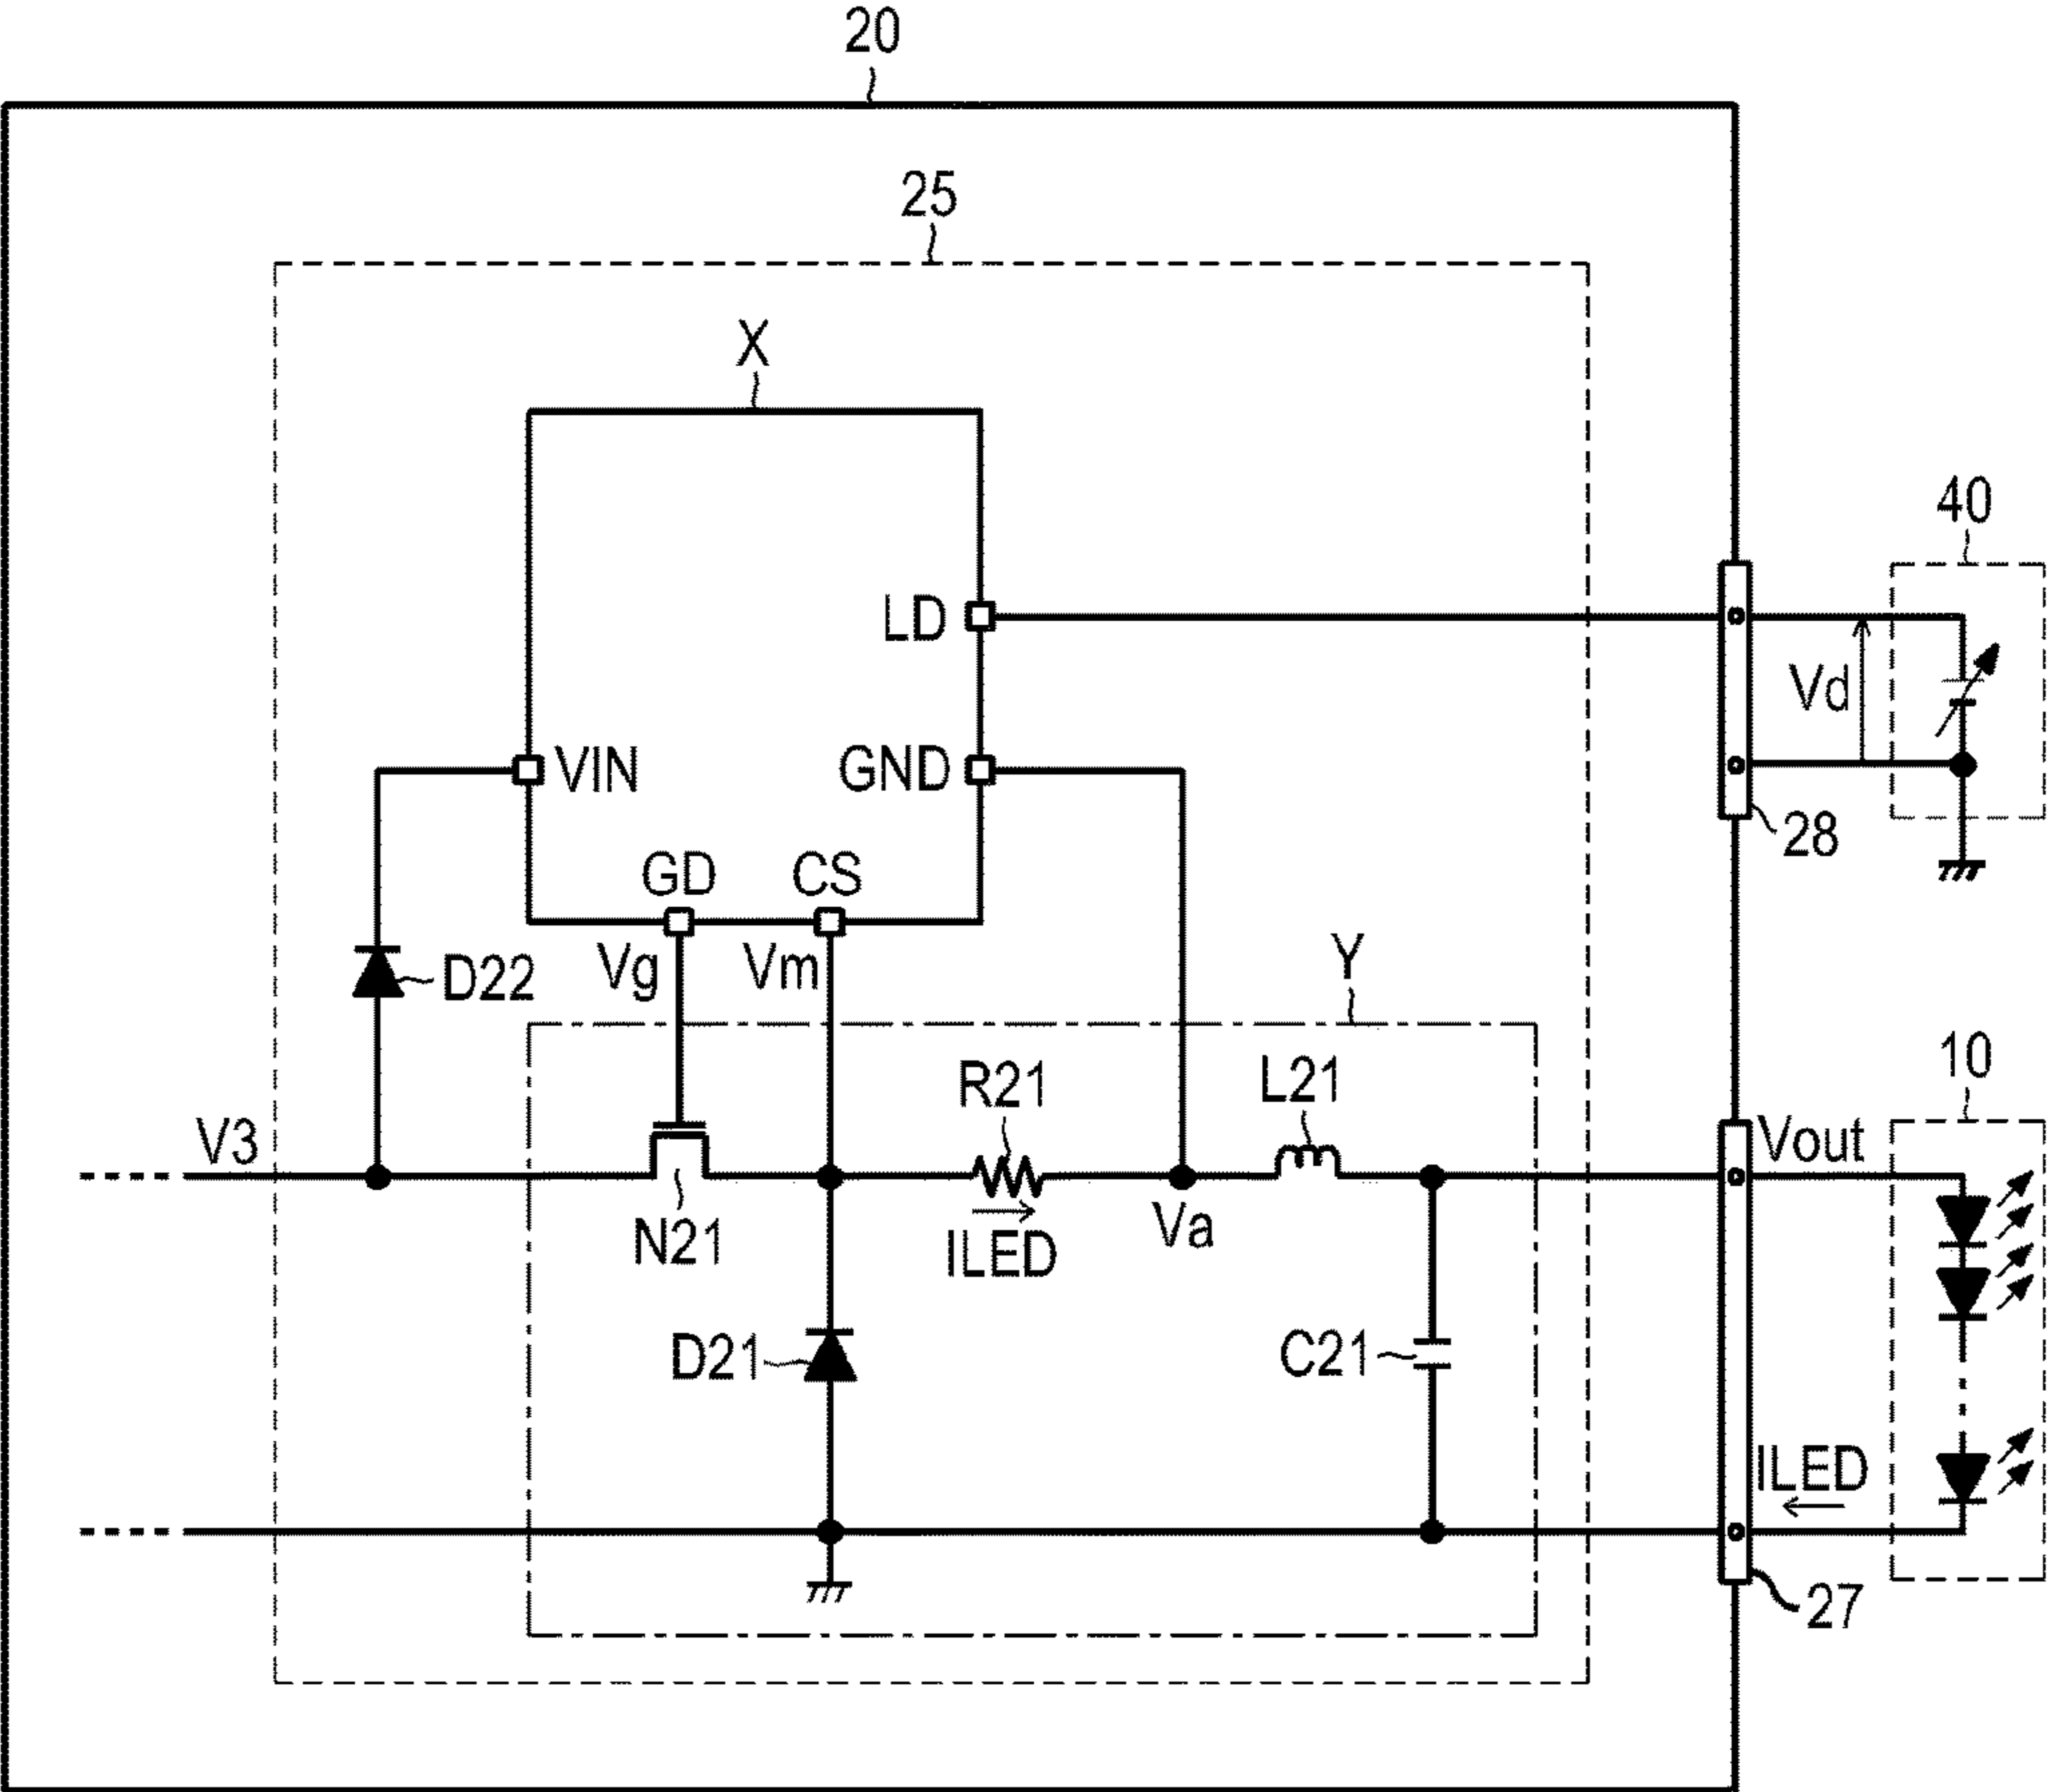 20
25
X
40
LD
Vd
VIN
GND
28
GD
CS
Vg
Vm
D22
Y
10
R21
L21
V3
Vout
N21
ILED
Va
D21
C21
ILED
27